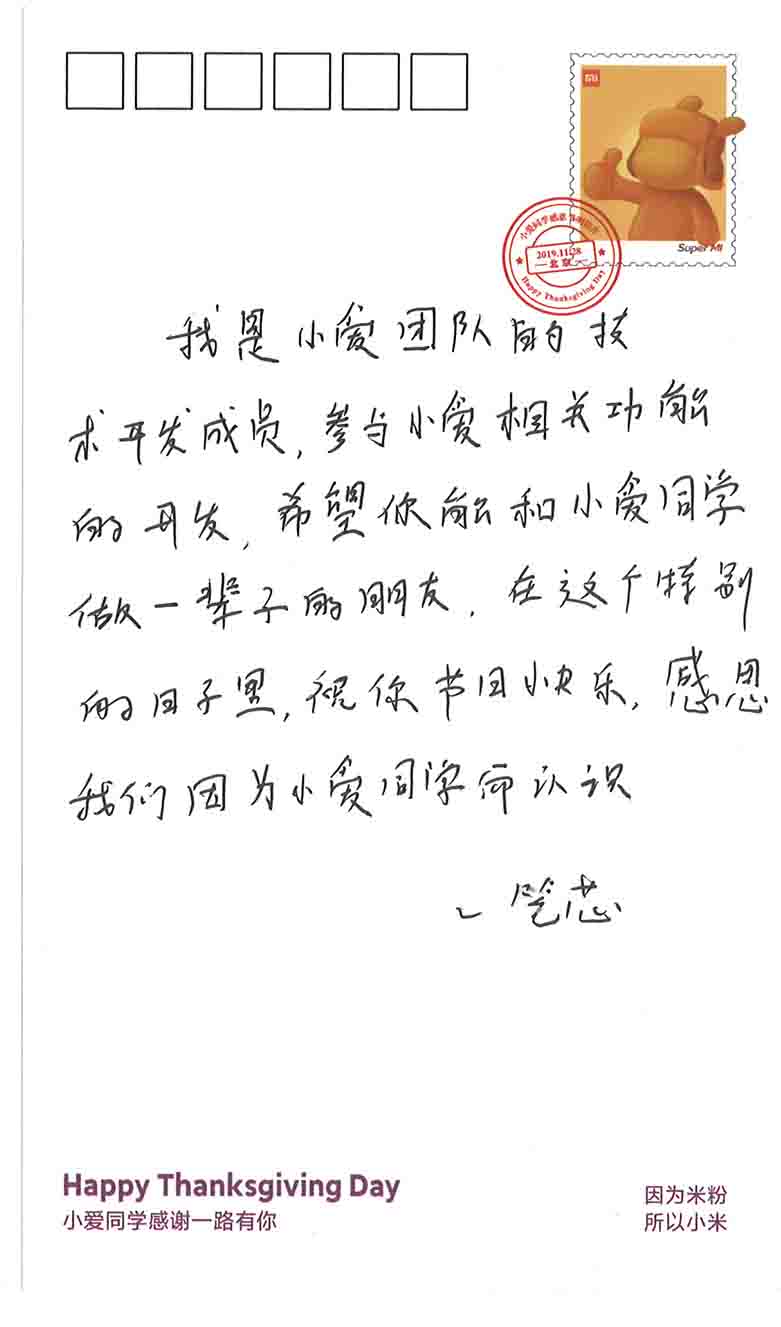 MI
Super MI
小爱同学感恩
2019.11.28
北京
Happy Thanksgiving Day
我是小爱团队的技
术开发成员,参与小爱相关功能
的开发,希望你能和小爱同学
做一辈子的朋友.在这个特别
的日子里,祝你节日快乐,感恩
我们因为小爱同学而认识
笔芯
Happy Thanksgiving Day
小爱同学感谢一路有你
因为米粉
所以小米